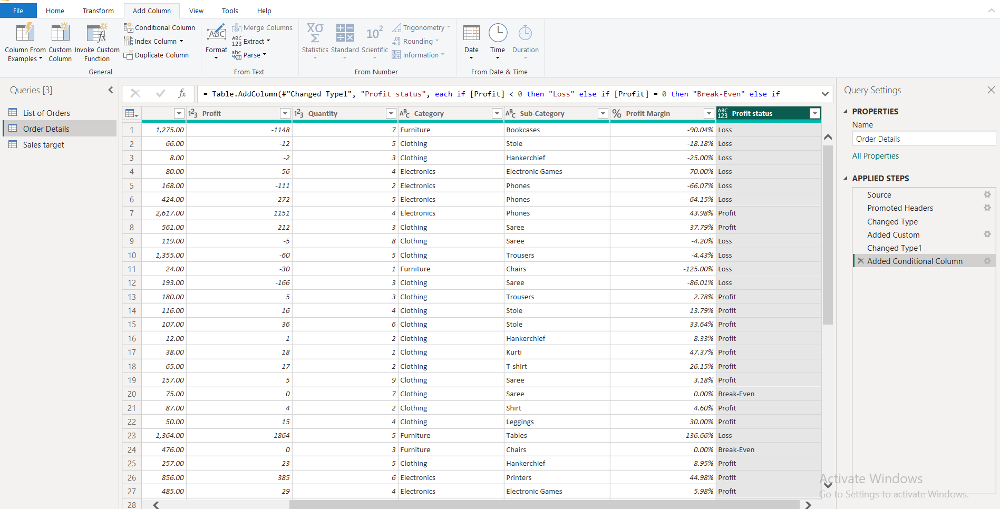 File Home Transform Add Column View Tools Help
Column From Examples
Custom Column
Invoke Custom Function
Conditional Column
Index Column
Duplicate Column
General
ABC
Format
Merge Columns
ABC 123 Extract
abc Parse
From Text
XΟƒ Σ
Statistics
Standard
10² Scientific
Trigonometry
.00 →.0 Rounding
Information
From Number
Date
Time
Duration
From Date & Time
Queries [3]
List of Orders
Order Details
Sales target
fx = Table.AddColumn(#"Changed Type1", "Profit status", each if [Profit] < 0 then "Loss" else if [Profit] = 0 then "Break-Even" else if
1²3 Profit 1²3 Quantity ABC Category ABC Sub-Category % Profit Margin ABC 123 Profit status
1 1,275.00 -1148 7 Furniture Bookcases -90.04% Loss
2 66.00 -12 5 Clothing Stole -18.18% Loss
3 8.00 -2 3 Clothing Hankerchief -25.00% Loss
4 80.00 -56 4 Electronics Electronic Games -70.00% Loss
5 168.00 -111 2 Electronics Phones -66.07% Loss
6 424.00 -272 5 Electronics Phones -64.15% Loss
7 2,617.00 1151 4 Electronics Phones 43.98% Profit
8 561.00 212 3 Clothing Saree 37.79% Profit
9 119.00 -5 8 Clothing Saree -4.20% Loss
10 1,355.00 -60 5 Clothing Trousers -4.43% Loss
11 24.00 -30 1 Furniture Chairs -125.00% Loss
12 193.00 -166 3 Clothing Saree -86.01% Loss
13 180.00 5 3 Clothing Trousers 2.78% Profit
14 116.00 16 4 Clothing Stole 13.79% Profit
15 107.00 36 6 Clothing Stole 33.64% Profit
16 12.00 1 2 Clothing Hankerchief 8.33% Profit
17 38.00 18 1 Clothing Kurti 47.37% Profit
18 65.00 17 2 Clothing T-shirt 26.15% Profit
19 157.00 5 9 Clothing Saree 3.18% Profit
20 75.00 0 7 Clothing Saree 0.00% Break-Even
21 87.00 4 2 Clothing Shirt 4.60% Profit
22 50.00 15 4 Clothing Leggings 30.00% Profit
23 1,364.00 -1864 5 Furniture Tables -136.66% Loss
24 476.00 0 3 Furniture Chairs 0.00% Break-Even
25 257.00 23 5 Clothing Hankerchief 8.95% Profit
26 856.00 385 6 Electronics Printers 44.98% Profit
27 485.00 29 4 Electronics Electronic Games 5.98% Profit
28
Query Settings
PROPERTIES
Name
Order Details
All Properties
APPLIED STEPS
Source
Promoted Headers
Changed Type
Added Custom
Changed Type1
Added Conditional Column
Activate Windows
Go to Settings to activate Windows.